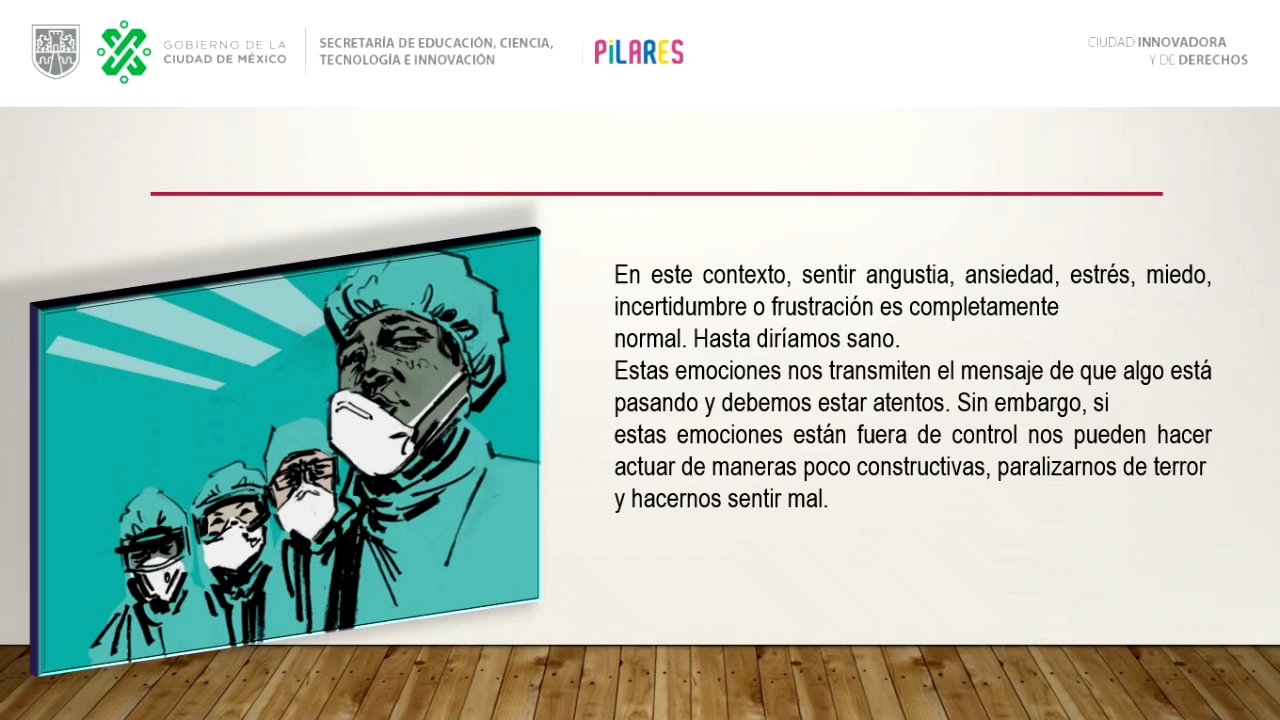 GOBIERNO DE LA
CIUDAD DE MÉXICO
SECRETARÍA DE EDUCACIÓN, CIENCIA,
TECNOLOGÍA E INNOVACIÓN
PiLARES
CIUDAD INNOVADORA
Y DE DERECHOS
En este contexto, sentir angustia, ansiedad, estrés, miedo,
incertidumbre o frustración es completamente
normal. Hasta diríamos sano.
Estas emociones nos transmiten el mensaje de que algo está
pasando y debemos estar atentos. Sin embargo, si
estas emociones están fuera de control nos pueden hacer
actuar de maneras poco constructivas, paralizarnos de terror
y hacernos sentir mal.